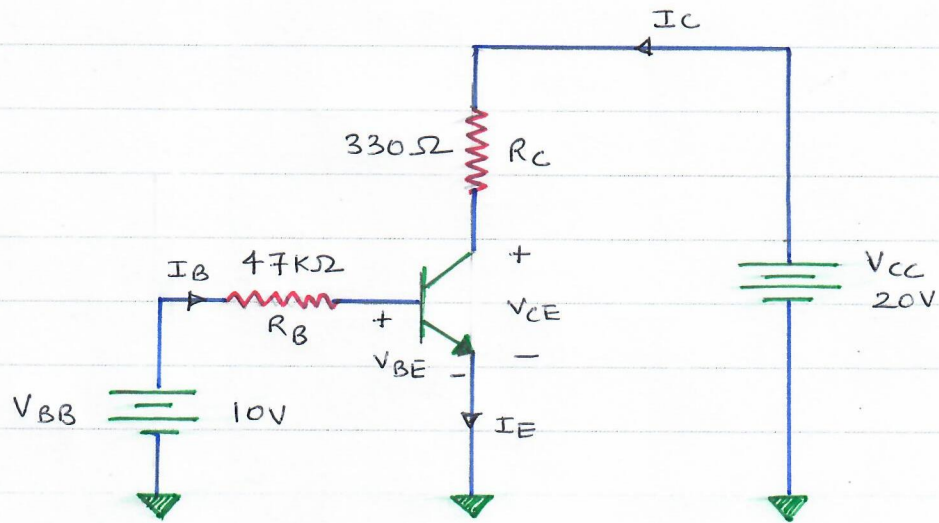 IC
330Ω RC
47KΩ
IB
RB
+
VCE
-
+
VBE
-
VCC
20V
VBB 10V
IE